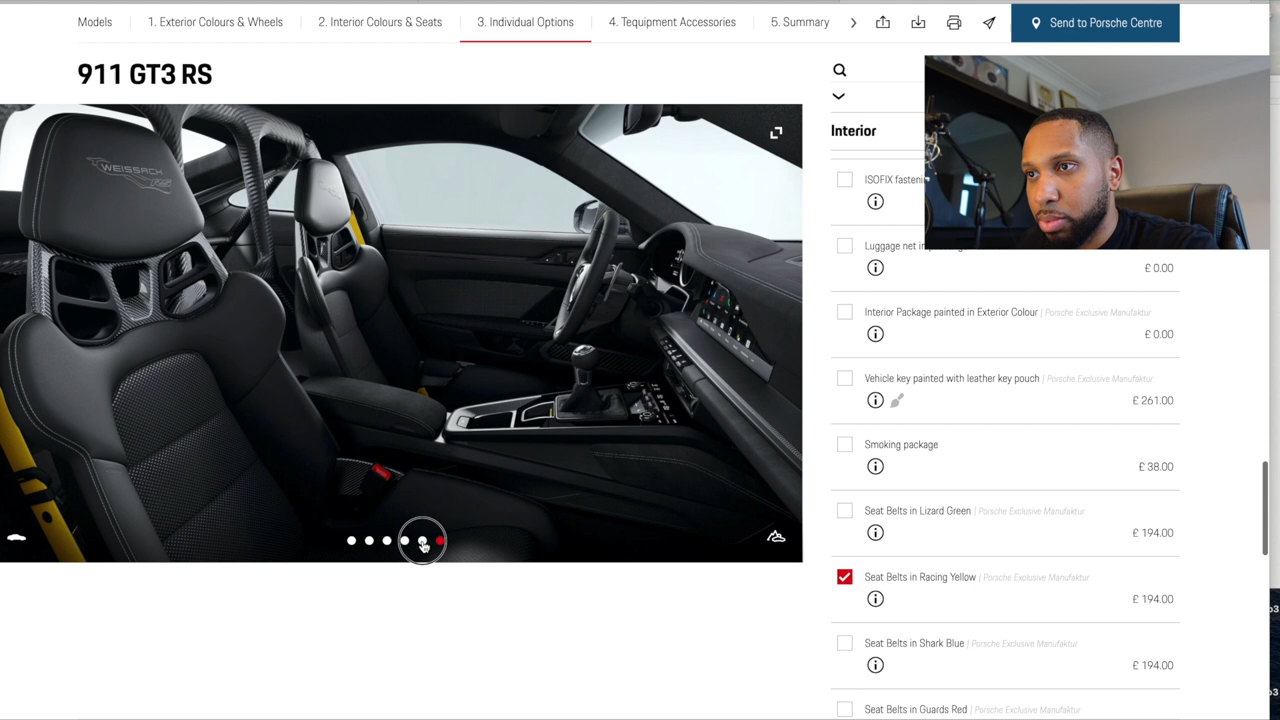 Models
1. Exterior Colours & Wheels
2. Interior Colours & Seats
3. Individual Options
4. Tequipment Accessories
5. Summary
Send to Porsche Centre
911 GT3 RS
WEISSACH
RS
Interior
ISOFIX
Luggage net
£ 0.00
Interior Package painted in Exterior Colour | Porsche Exclusive Manufaktur
£ 0.00
Vehicle key painted with leather key pouch | Porsche Exclusive Manufaktur
£ 261.00
Smoking package
£ 38.00
Seat Belts in Lizard Green | Porsche Exclusive Manufaktur
£ 194.00
Seat Belts in Racing Yellow | Porsche Exclusive Manufaktur
£ 194.00
Seat Belts in Shark Blue | Porsche Exclusive Manufaktur
£ 194.00
Seat Belts in Guards Red | Porsche Exclusive Manufaktur